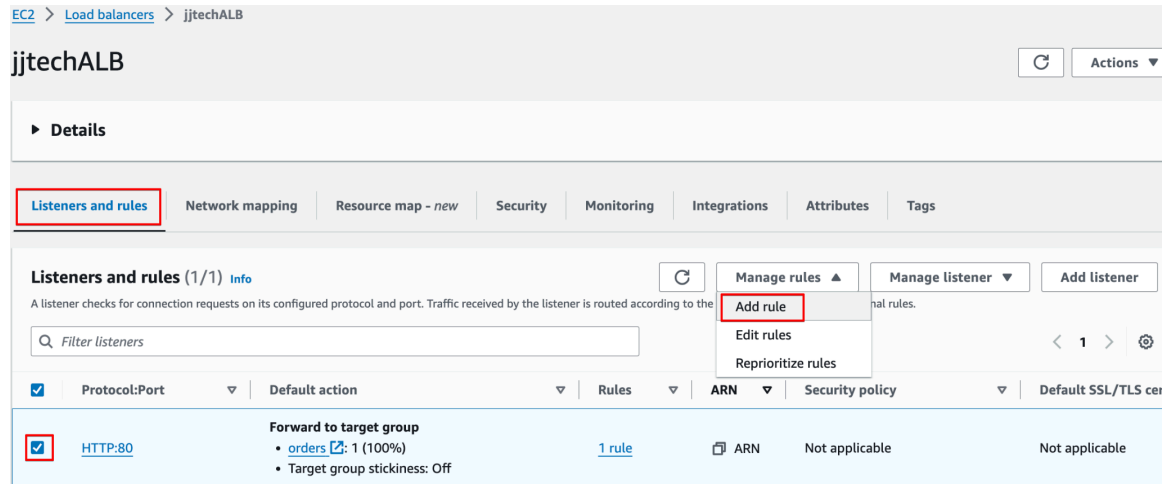 EC2 > Load balancers > jjtechALB
jjtechALB
Actions
Details
Listeners and rules
Network mapping
Resource map - new
Security
Monitoring
Integrations
Attributes
Tags
Listeners and rules (1/1) Info
Manage rules
Manage listener
Add listener
A listener checks for connection requests on its configured protocol and port. Traffic received by the listener is routed according to the
nal rules.
Add rule
Edit rules
Reprioritize rules
Filter listeners
1
Protocol:Port
Default action
Rules
ARN
Security policy
Default SSL/TLS cer
HTTP:80
Forward to target group
• orders: 1 (100%)
• Target group stickiness: Off
1 rule
ARN
Not applicable
Not applicable